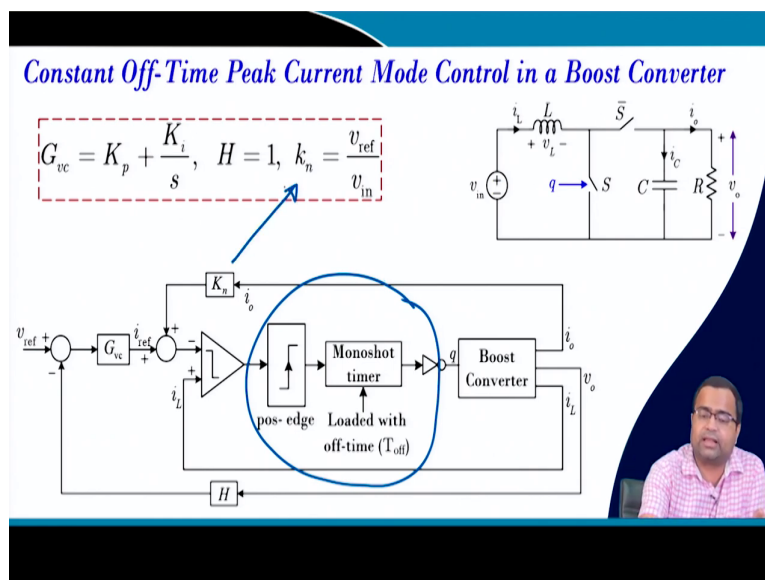 Constant Off-Time Peak Current Mode Control in a Boost Converter
G_vc = K_p + K_i/s, H = 1, k_n = v_ref/v_in
i_L L S̄ i_o
+ v_L − +
i_C
v_in + − q S C R v_o
−
K_n i_o
v_ref + G_vc i_ref + − i_o
− + Monoshot q Boost
+ timer Converter v_o
i_L i_L
pos- edge Loaded with
off-time (T_off)
H